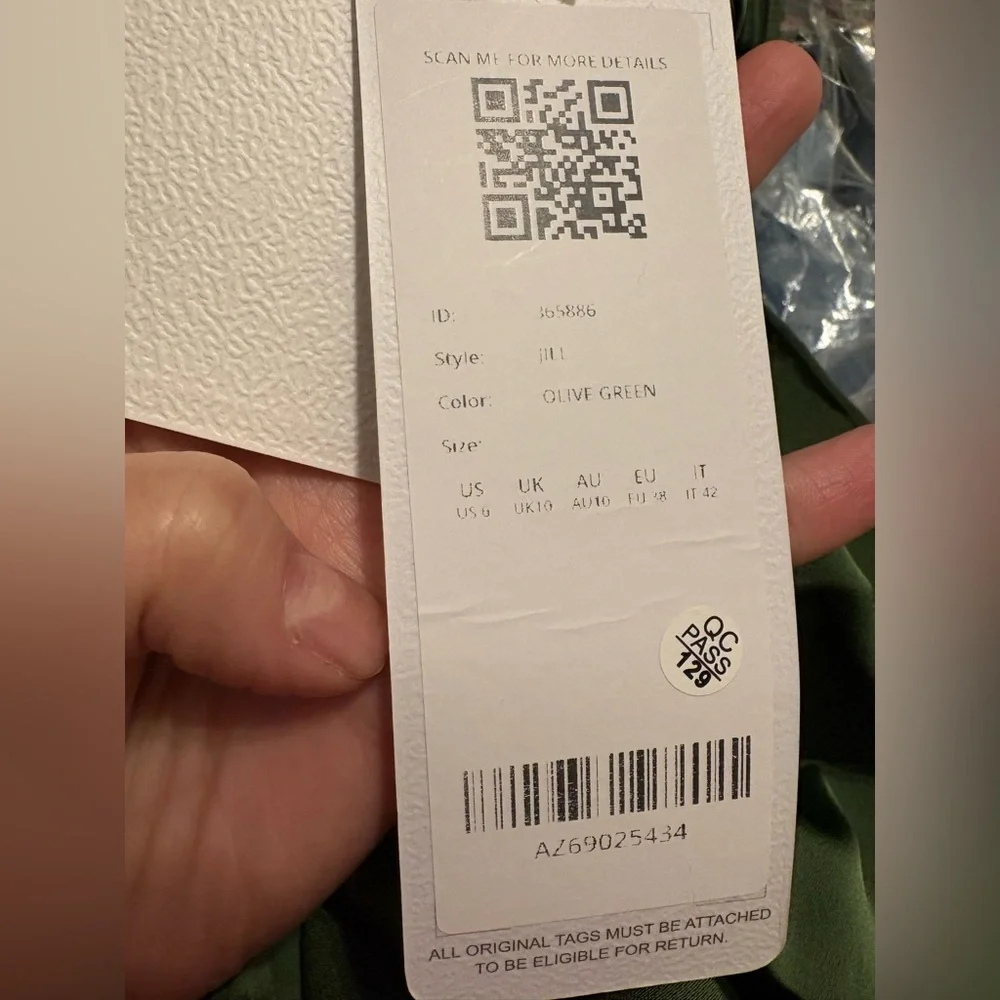 SCAN ME FOR MORE DETAILS
ID: 365886
Style: JILL
Color: OLIVE GREEN
Size:
US UK AU EU IT
US 6 UK10 AU10 EU 38 IT 42
QC
PASS
129
AZ69025434
ALL ORIGINAL TAGS MUST BE ATTACHED
TO BE ELIGIBLE FOR RETURN.